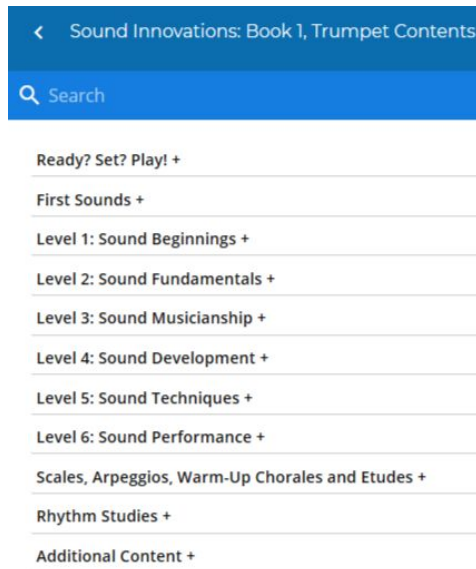 Sound Innovations: Book 1, Trumpet Contents
Search
Ready? Set? Play! +
First Sounds +
Level 1: Sound Beginnings +
Level 2: Sound Fundamentals +
Level 3: Sound Musicianship +
Level 4: Sound Development +
Level 5: Sound Techniques +
Level 6: Sound Performance +
Scales, Arpeggios, Warm-Up Chorales and Etudes +
Rhythm Studies +
Additional Content +